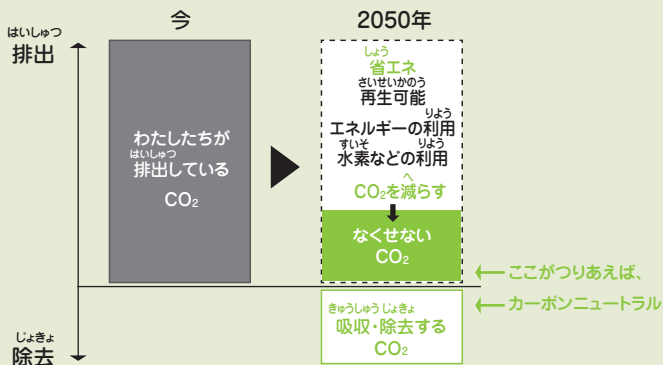 今
2050年
はいしゅつ
排出
わたしたちが
はいしゅつ
排出している
CO₂
しょう
省エネ
さいせいかのう
再生可能
りよう
エネルギーの利用
すいそ りよう
水素などの利用
へ
CO₂を減らす
なくせない
CO₂
ここがつりあえば、
カーボンニュートラル
きゅうしゅう じょきょ
吸収・除去する
CO₂
じょきょ
除去